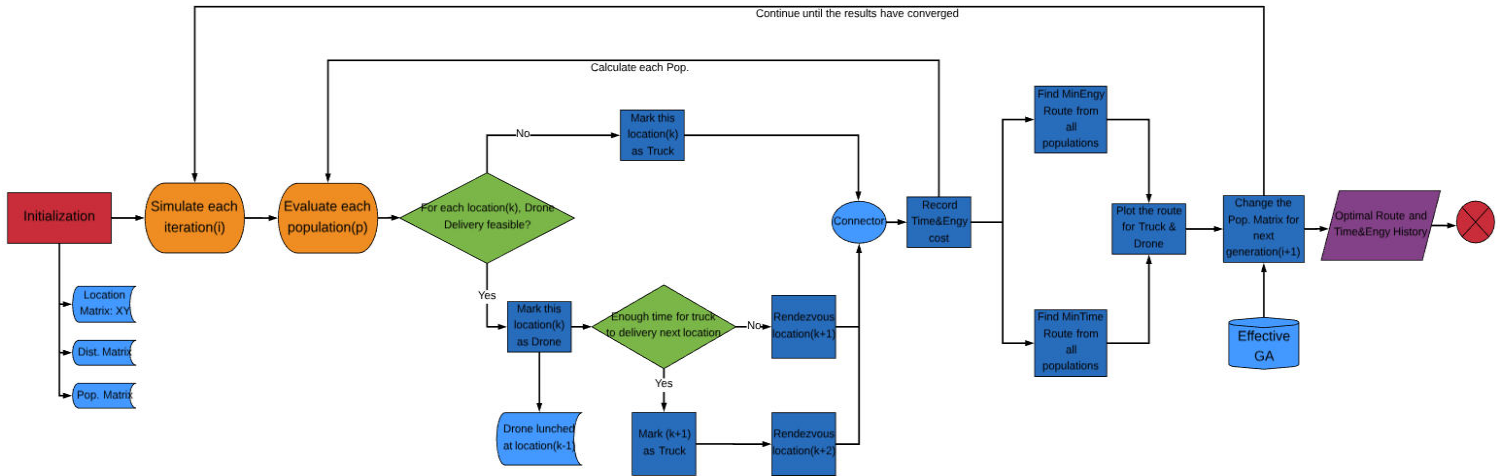 Continue until the results have converged
Calculate each Pop.
Initialization
Location
Matrix: XY
Dist. Matrix
Pop. Matrix
Simulate each
iteration(i)
Evaluate each
population(p)
For each location(k), Drone
Delivery feasible?
No
Mark this
location(k)
as Truck
Yes
Mark this
location(k)
as Drone
Drone lunched
at location(k-1)
Enough time for truck
to delivery next location
No
Rendezvous
location(k+1)
Yes
Mark (k+1)
as Truck
Rendezvous
location(k+2)
Connector
Record
Time&Engy
cost
Find MinEngy
Route from
all
populations
Find MinTime
Route from
all
populations
Plot the route
for Truck &
Drone
Change the
Pop. Matrix for
next
generation(i+1)
Effective
GA
Optimal Route and
Time&Engy History